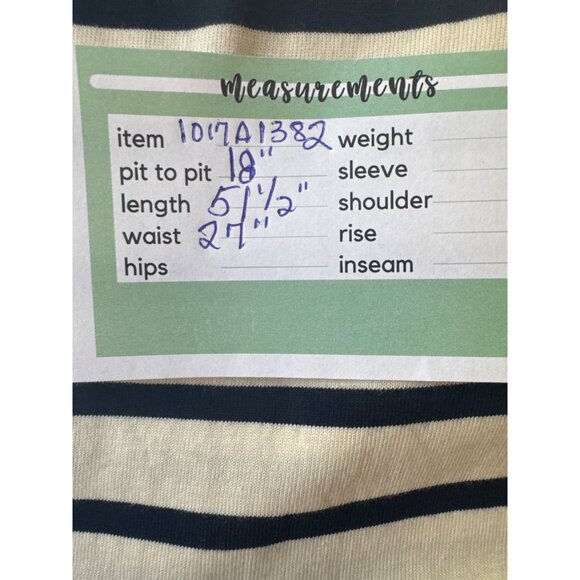 measurements
item 1017A1382 weight
pit to pit 18" sleeve
length 51 1/2" shoulder
waist 27" rise
hips inseam